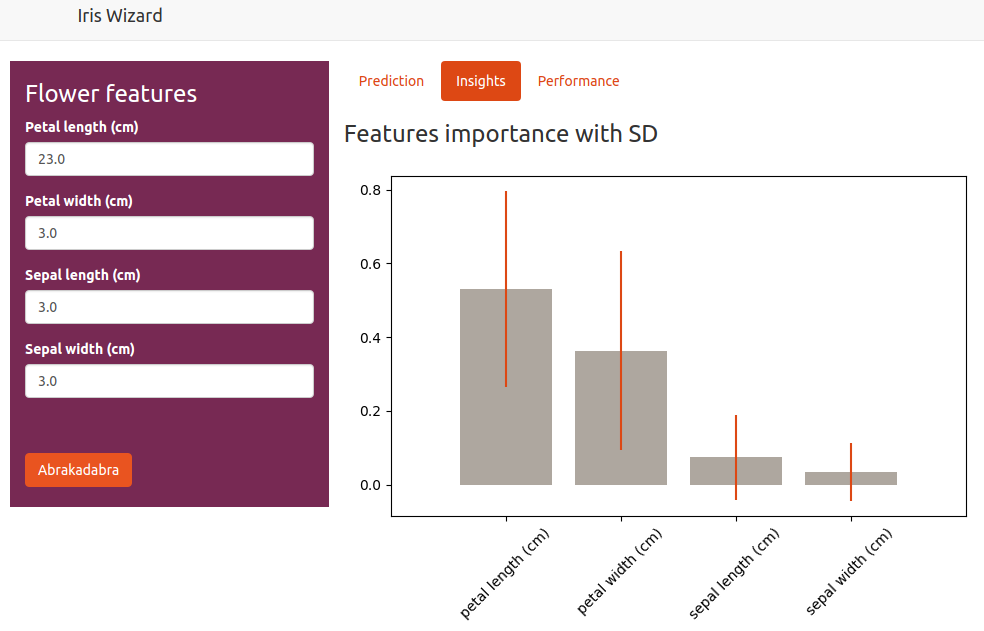 Iris Wizard
Flower features
Petal length (cm)
23.0
Petal width (cm)
3.0
Sepal length (cm)
3.0
Sepal width (cm)
3.0
Abrakadabra
Prediction Insights Performance
Features importance with SD
0.8
0.6
0.4
0.2
0.0
petal length (cm)
petal width (cm)
sepal length (cm)
sepal width (cm)